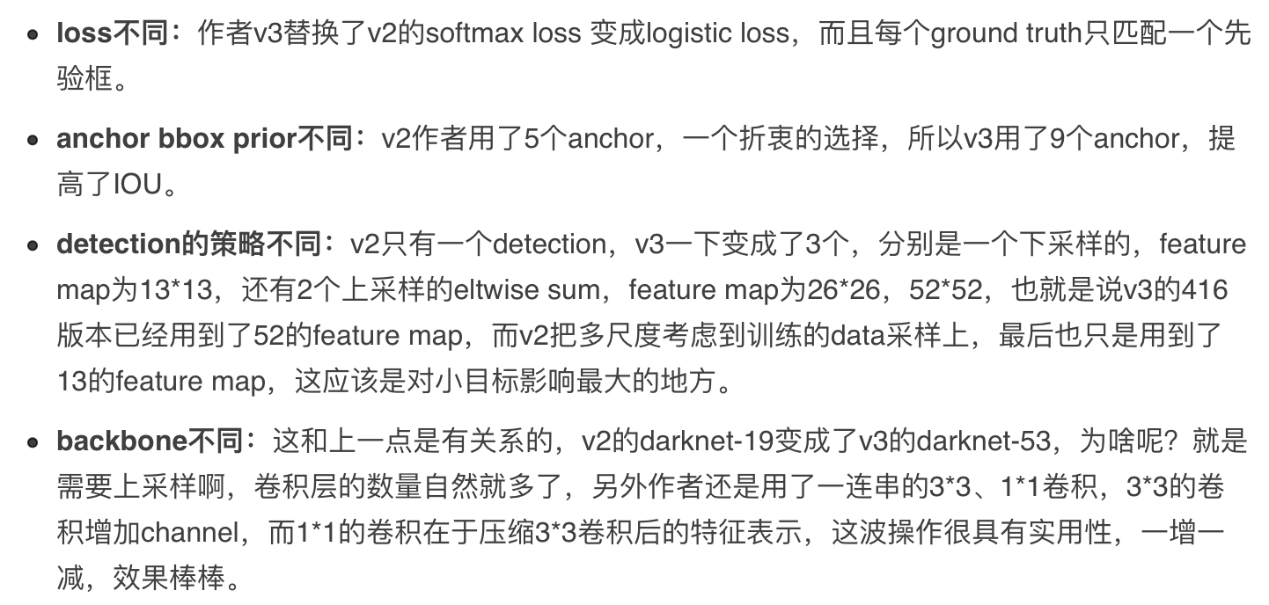 • loss不同：作者v3替换了v2的softmax loss 变成logistic loss，而且每个ground truth只匹配一个先
验框。
• anchor bbox prior不同：v2作者用了5个anchor，一个折衷的选择，所以v3用了9个anchor，提
高了IOU。
• detection的策略不同：v2只有一个detection，v3一下变成了3个，分别是一个下采样的，feature
map为13*13，还有2个上采样的eltwise sum，feature map为26*26，52*52，也就是说v3的416
版本已经用到了52的feature map，而v2把多尺度考虑到训练的data采样上，最后也只是用到了
13的feature map，这应该是对小目标影响最大的地方。
• backbone不同：这和上一点是有关系的，v2的darknet-19变成了v3的darknet-53，为啥呢？就是
需要上采样啊，卷积层的数量自然就多了，另外作者还是用了一连串的3*3、1*1卷积，3*3的卷
积增加channel，而1*1的卷积在于压缩3*3卷积后的特征表示，这波操作很具有实用性，一增一
减，效果棒棒。